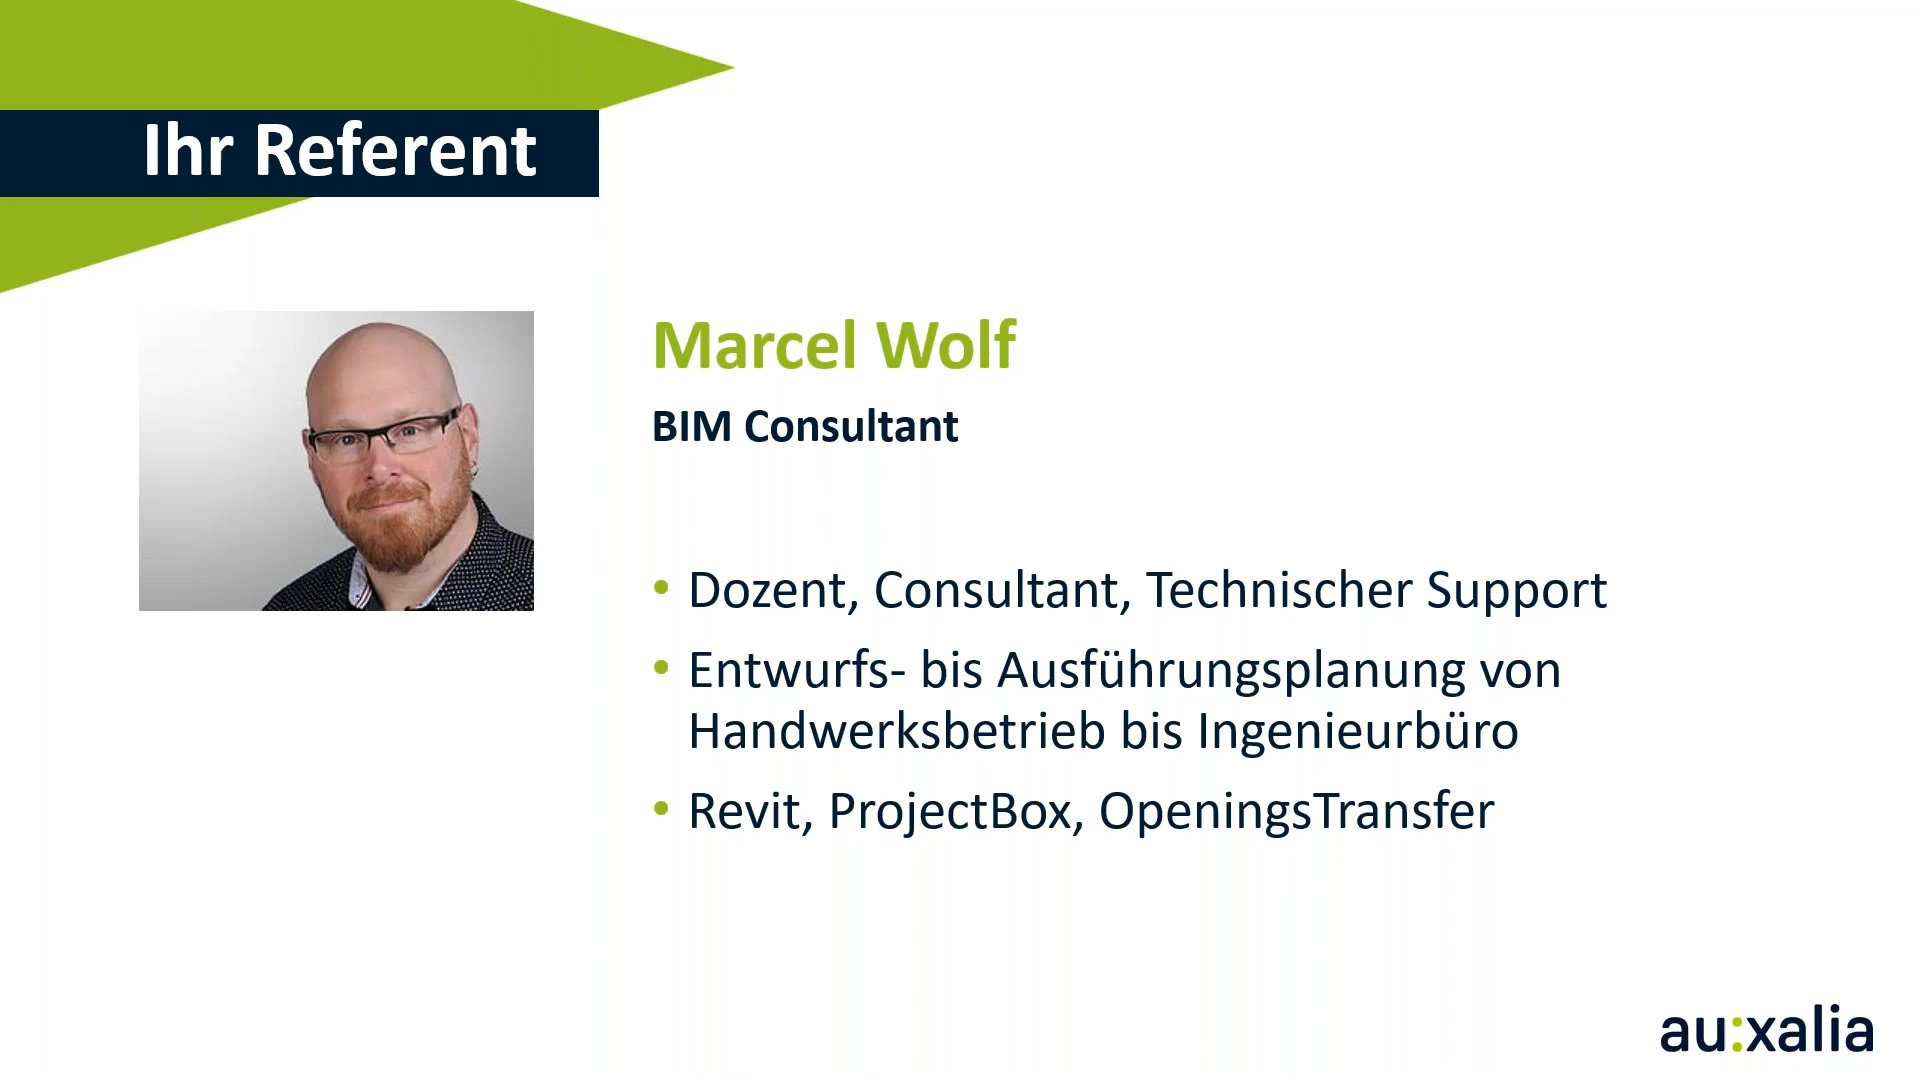 Ihr Referent
Marcel Wolf
BIM Consultant
• Dozent, Consultant, Technischer Support
• Entwurfs- bis Ausführungsplanung von
Handwerksbetrieb bis Ingenieurbüro
• Revit, ProjectBox, OpeningsTransfer
au:xalia